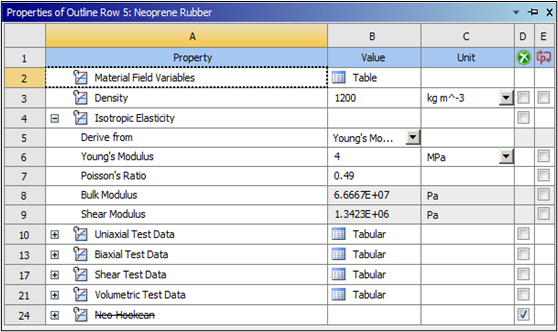 Properties of Outline Row 5: Neoprene Rubber
A B C D E
1 Property Value Unit
2 Material Field Variables Table
3 Density 1200 kg m^-3
4 Isotropic Elasticity
5 Derive from Young's Mo...
6 Young's Modulus 4 MPa
7 Poisson's Ratio 0.49
8 Bulk Modulus 6.6667E+07 Pa
9 Shear Modulus 1.3423E+06 Pa
10 Uniaxial Test Data Tabular
13 Biaxial Test Data Tabular
17 Shear Test Data Tabular
21 Volumetric Test Data Tabular
24 Neo-Hookean